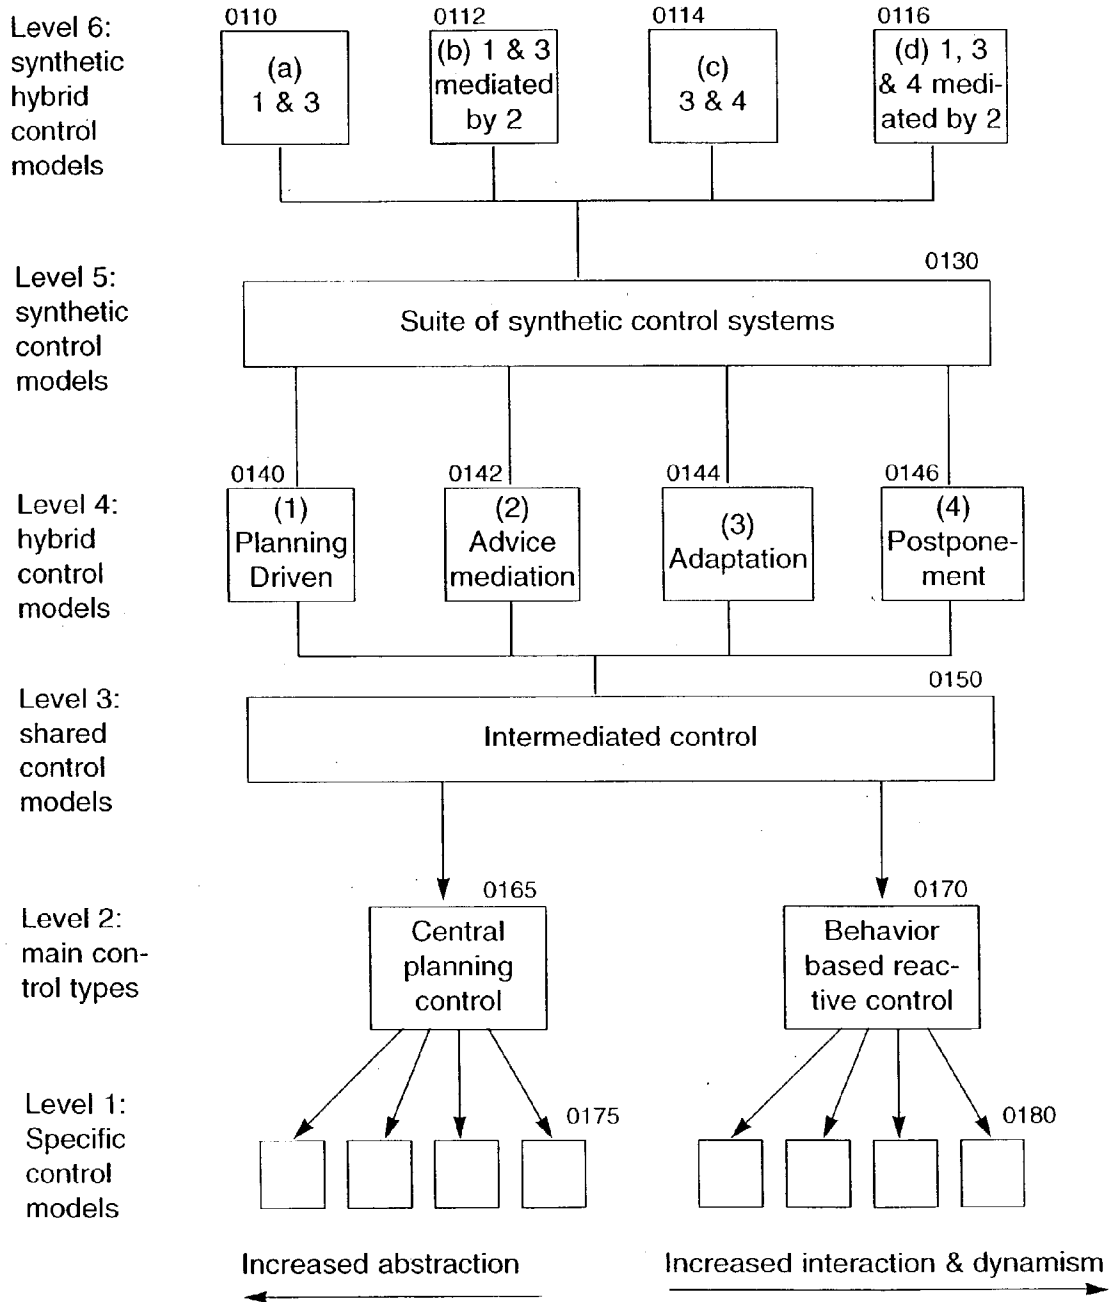 Level 6:
synthetic
hybrid
control
models
0110
(a)
1 & 3
0112
(b) 1 & 3
mediated
by 2
0114
(c)
3 & 4
0116
(d) 1, 3
& 4 medi-
ated by 2
Level 5:
synthetic
control
models
0130
Suite of synthetic control systems
Level 4:
hybrid
control
models
0140
(1)
Planning
Driven
0142
(2)
Advice
mediation
0144
(3)
Adaptation
0146
(4)
Postpone-
ment
Level 3:
shared
control
models
0150
Intermediated control
Level 2:
main con-
trol types
0165
Central
planning
control
0170
Behavior
based reac-
tive control
Level 1:
Specific
control
models
0175
0180
Increased abstraction
Increased interaction & dynamism